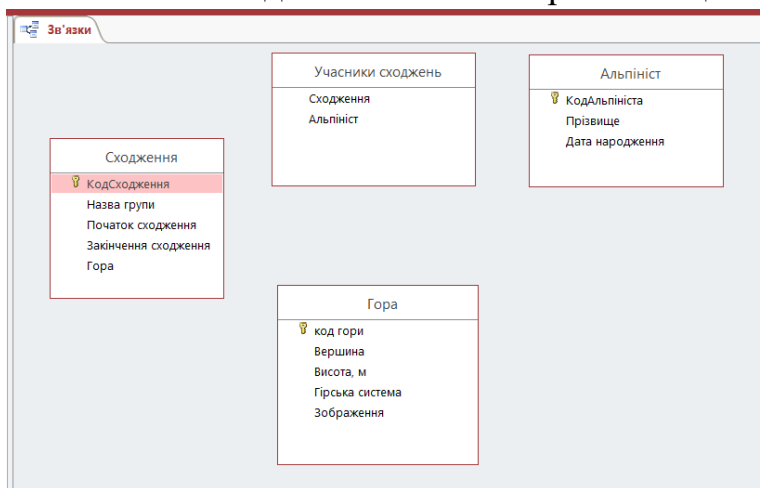 Зв'язки
Учасники сходжень
Сходження
Альпініст
Альпініст
КодАльпініста
Прізвище
Дата народження
Сходження
КодСходження
Назва групи
Початок сходження
Закінчення сходження
Гора
Гора
код гори
Вершина
Висота, м
Гірська система
Зображення